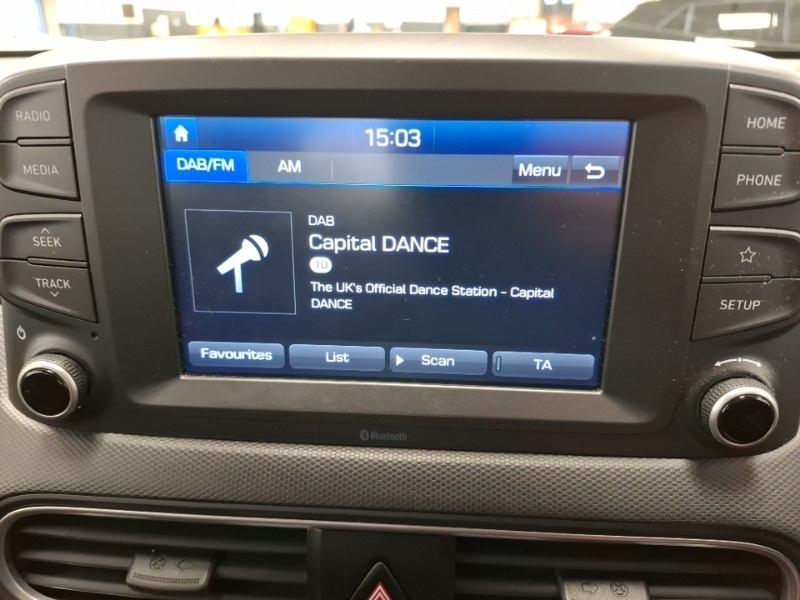 RADIO
MEDIA
SEEK
TRACK
15:03
DAB/FM
AM
Menu
DAB
Capital DANCE
10
The UK's Official Dance Station - Capital
DANCE
Favourites
List
Scan
TA
HOME
PHONE
SETUP
Bluetooth